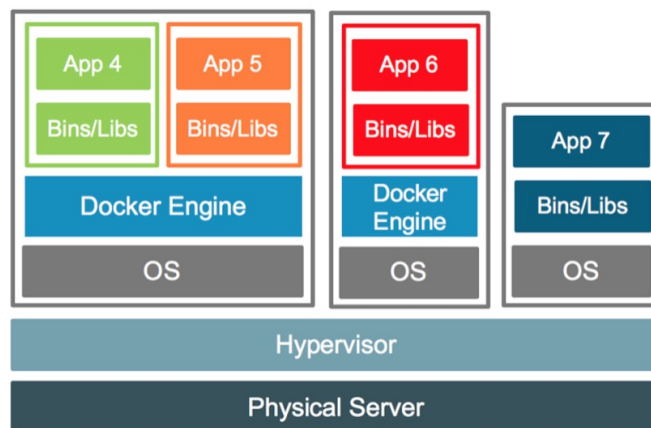 App 4
Bins/Libs
App 5
Bins/Libs
Docker Engine
OS
App 6
Bins/Libs
Docker
Engine
OS
App 7
Bins/Libs
OS
Hypervisor
Physical Server